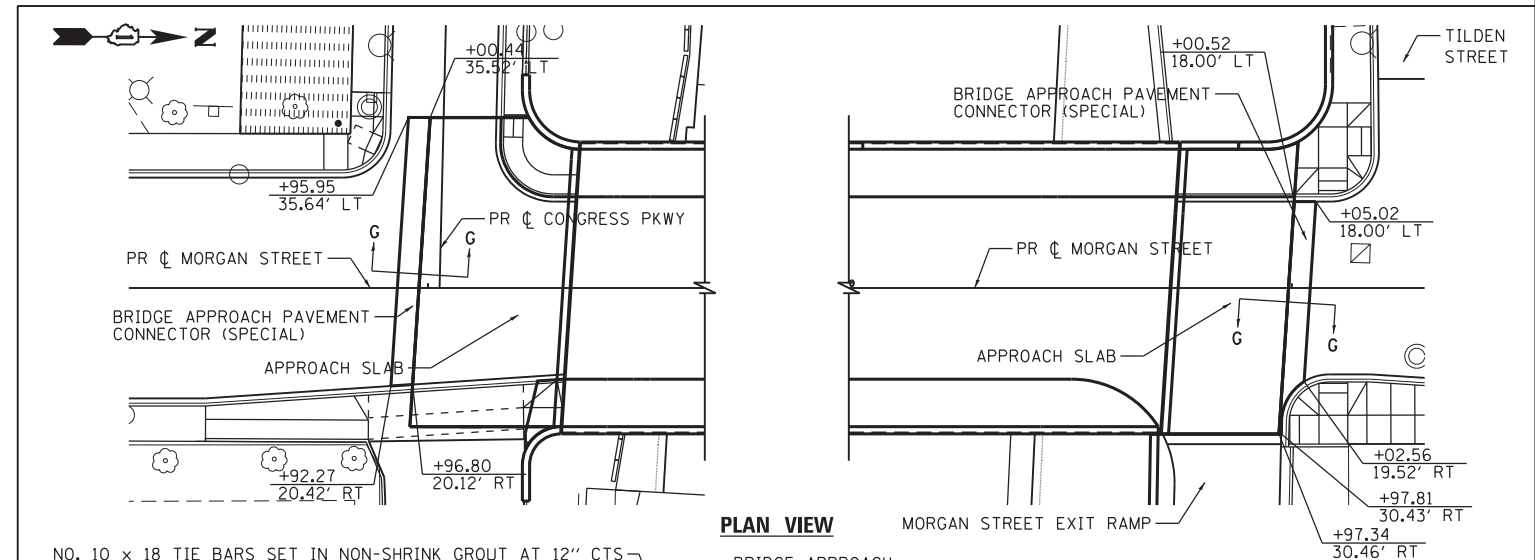 N
+00.44
35.52' LT
+00.52
18.00' LT
TILDEN
STREET
BRIDGE APPROACH PAVEMENT
CONNECTOR (SPECIAL)
+95.95
35.64' LT
PR ℄ CONGRESS PKWY
+05.02
18.00' LT
G
G
PR ℄ MORGAN STREET
PR ℄ MORGAN STREET
BRIDGE APPROACH PAVEMENT
CONNECTOR (SPECIAL)
G
G
APPROACH SLAB
APPROACH SLAB
+92.27
20.42' RT
+96.80
20.12' RT
+02.56
19.52' RT
+97.81
30.43' RT
+97.34
30.46' RT
PLAN VIEW
MORGAN STREET EXIT RAMP
NO. 10 x 18 TIE BARS SET IN NON-SHRINK GROUT AT 12" CTS
BRIDGE APPROACH